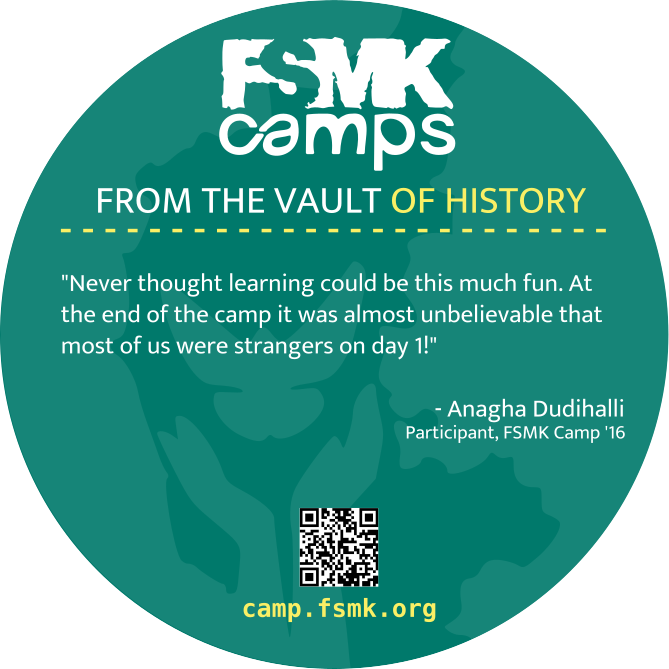 FSMK
camps
FROM THE VAULT OF HISTORY
"Never thought learning could be this much fun. At
the end of the camp it was almost unbelievable that
most of us were strangers on day 1!"
- Anagha Dudihalli
Participant, FSMK Camp '16
camp.fsmk.org